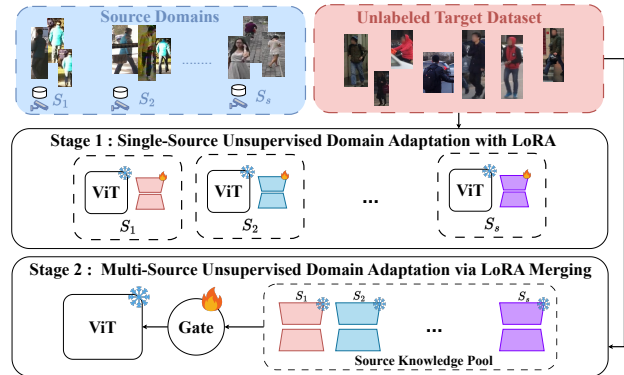 Source Domains
Unlabeled Target Dataset
S₁
S₂
.........
Sₛ
Stage 1 : Single-Source Unsupervised Domain Adaptation with LoRA
ViT
ViT
ViT
...
S₁
S₂
Sₛ
Stage 2 : Multi-Source Unsupervised Domain Adaptation via LoRA Merging
S₁
S₂
Sₛ
ViT
Gate
...
Source Knowledge Pool